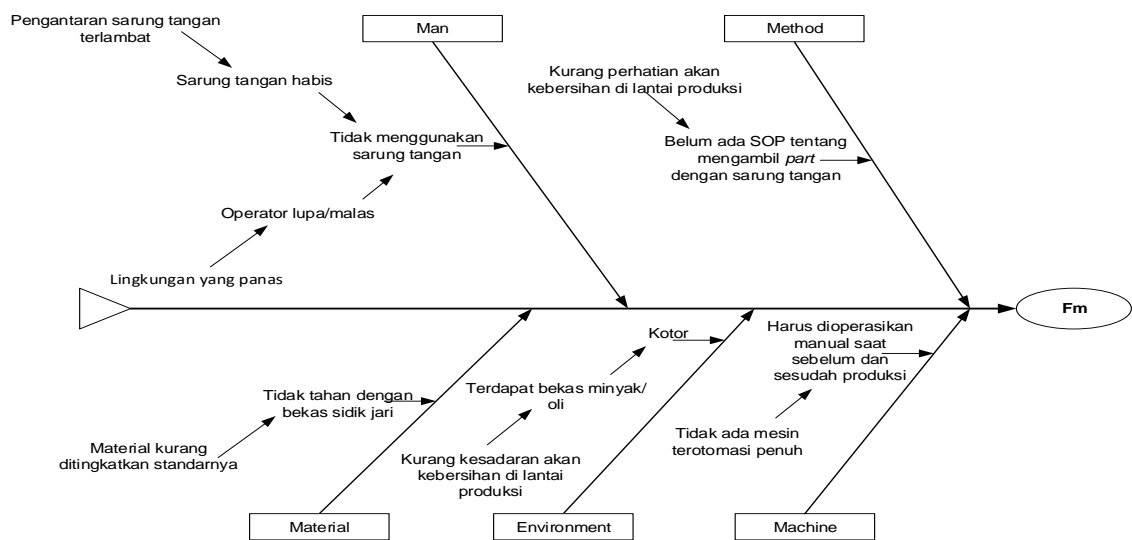 Pengantaran sarung tangan
terlambat
Man
Method
Sarung tangan habis
Kurang perhatian akan
kebersihan di lantai produksi
Tidak menggunakan
sarung tangan
Belum ada SOP tentang
mengambil part
dengan sarung tangan
Operator lupa/malas
Lingkungan yang panas
Fm
Tidak tahan dengan
bekas sidik jari
Material kurang
ditingkatkan standarnya
Kotor
Terdapat bekas minyak/
oli
Kurang kesadaran akan
kebersihan di lantai
produksi
Harus dioperasikan
manual saat
sebelum dan
sesudah produksi
Tidak ada mesin
terotomasi penuh
Material
Environment
Machine